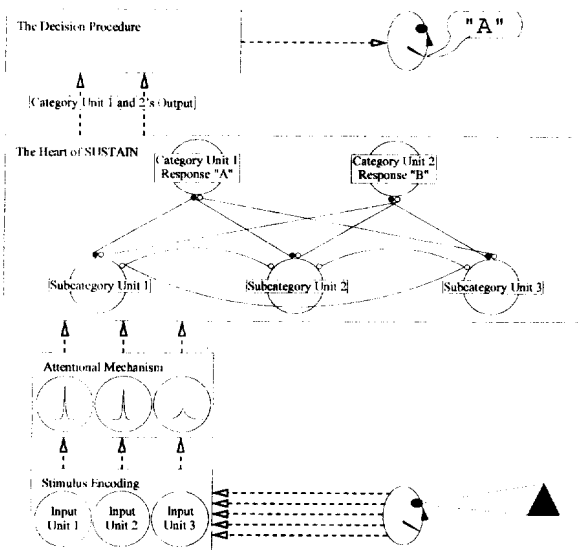 The Decision Procedure
"A"
Category Unit 1 and 2's Output
The Heart of SUSTAIN
Category Unit 1
Response "A"
Category Unit 2
Response "B"
Subcategory Unit 1
Subcategory Unit 2
Subcategory Unit 3
Attentional Mechanism
Stimulus Encoding
Input
Unit 1
Input
Unit 2
Input
Unit 3